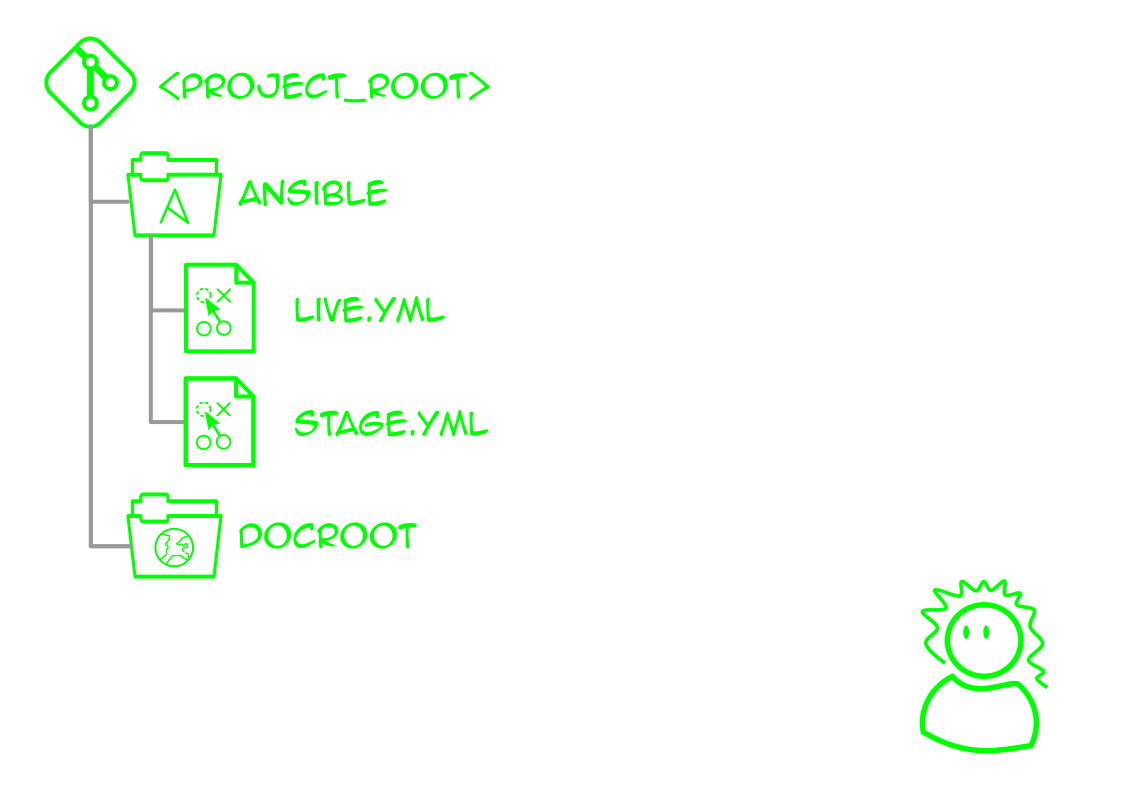 <PROJECT_ROOT>
ANSIBLE
LIVE.YML
STAGE.YML
DOCROOT